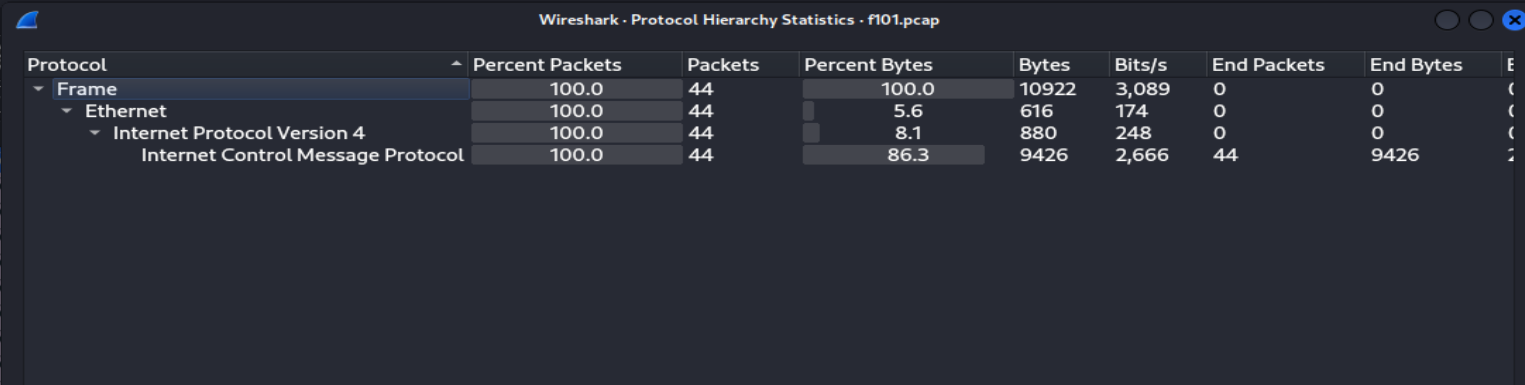 Wireshark · Protocol Hierarchy Statistics · f101.pcap
Protocol Percent Packets Packets Percent Bytes Bytes Bits/s End Packets End Bytes
Frame 100.0 44 100.0 10922 3,089 0 0
Ethernet 100.0 44 5.6 616 174 0 0
Internet Protocol Version 4 100.0 44 8.1 880 248 0 0
Internet Control Message Protocol 100.0 44 86.3 9426 2,666 44 9426